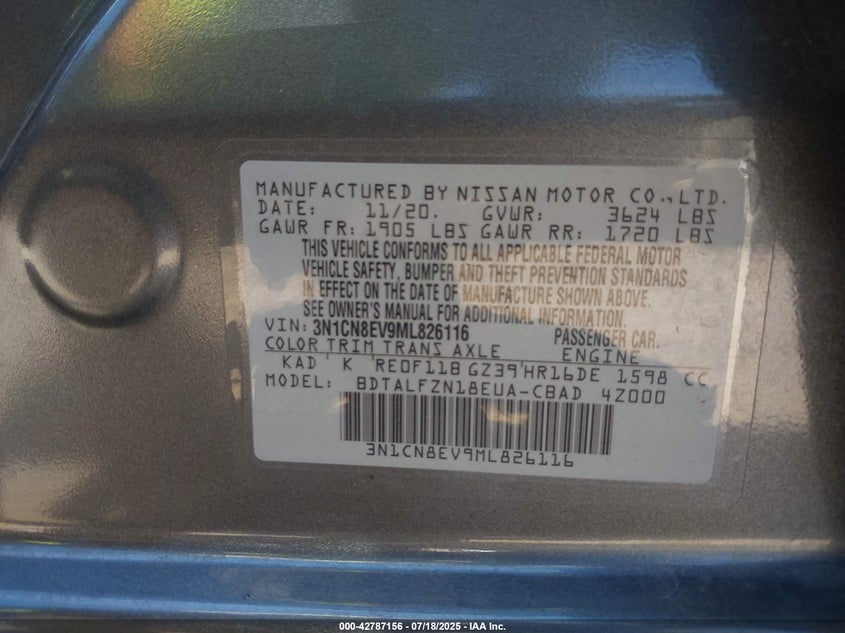 MANUFACTURED BY NISSAN MOTOR CO.,LTD.
DATE: 11/20. GVWR: 3624 LBS
GAWR FR: 1905 LBS GAWR RR: 1720 LBS
THIS VEHICLE CONFORMS TO ALL APPLICABLE FEDERAL MOTOR
VEHICLE SAFETY, BUMPER AND THEFT PREVENTION STANDARDS
IN EFFECT ON THE DATE OF MANUFACTURE SHOWN ABOVE.
SEE OWNER'S MANUAL FOR ADDITIONAL INFORMATION.
VIN: 3N1CN8EV9ML826116 PASSENGER CAR.
COLOR TRIM TRANS AXLE ENGINE
KAD K RE0F11B GZ39 HR16DE 1598 CC
MODEL: BDTALFZN18EUA-CBAD 4Z000
3N1CN8EV9ML826116
000-42787156 - 07/18/2025 - IAA Inc.